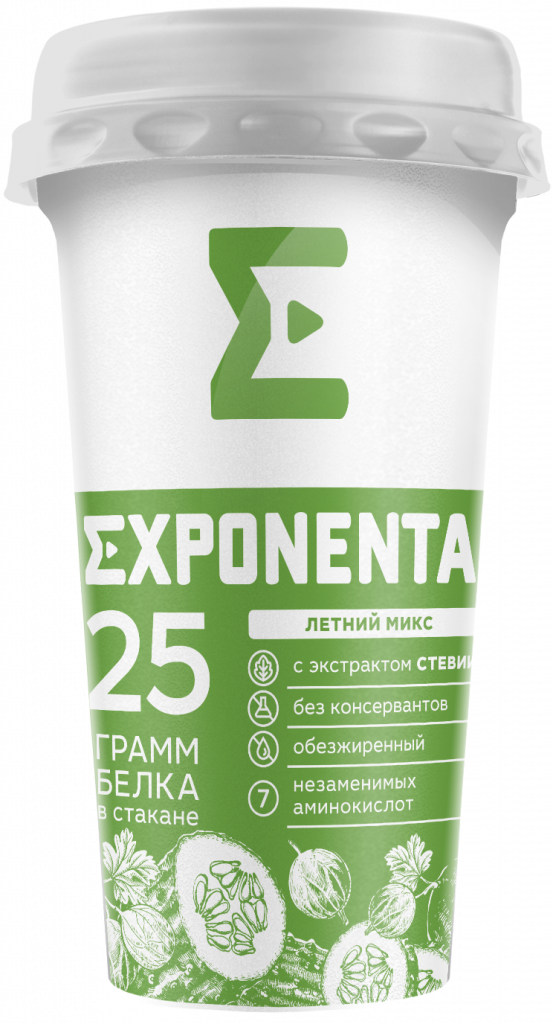 EXPONENTA
25
ГРАММ
БЕЛКА
в стакане
ЛЕТНИЙ МИКС
с экстрактом СТЕВИИ
без консервантов
обезжиренный
7 незаменимых
аминокислот